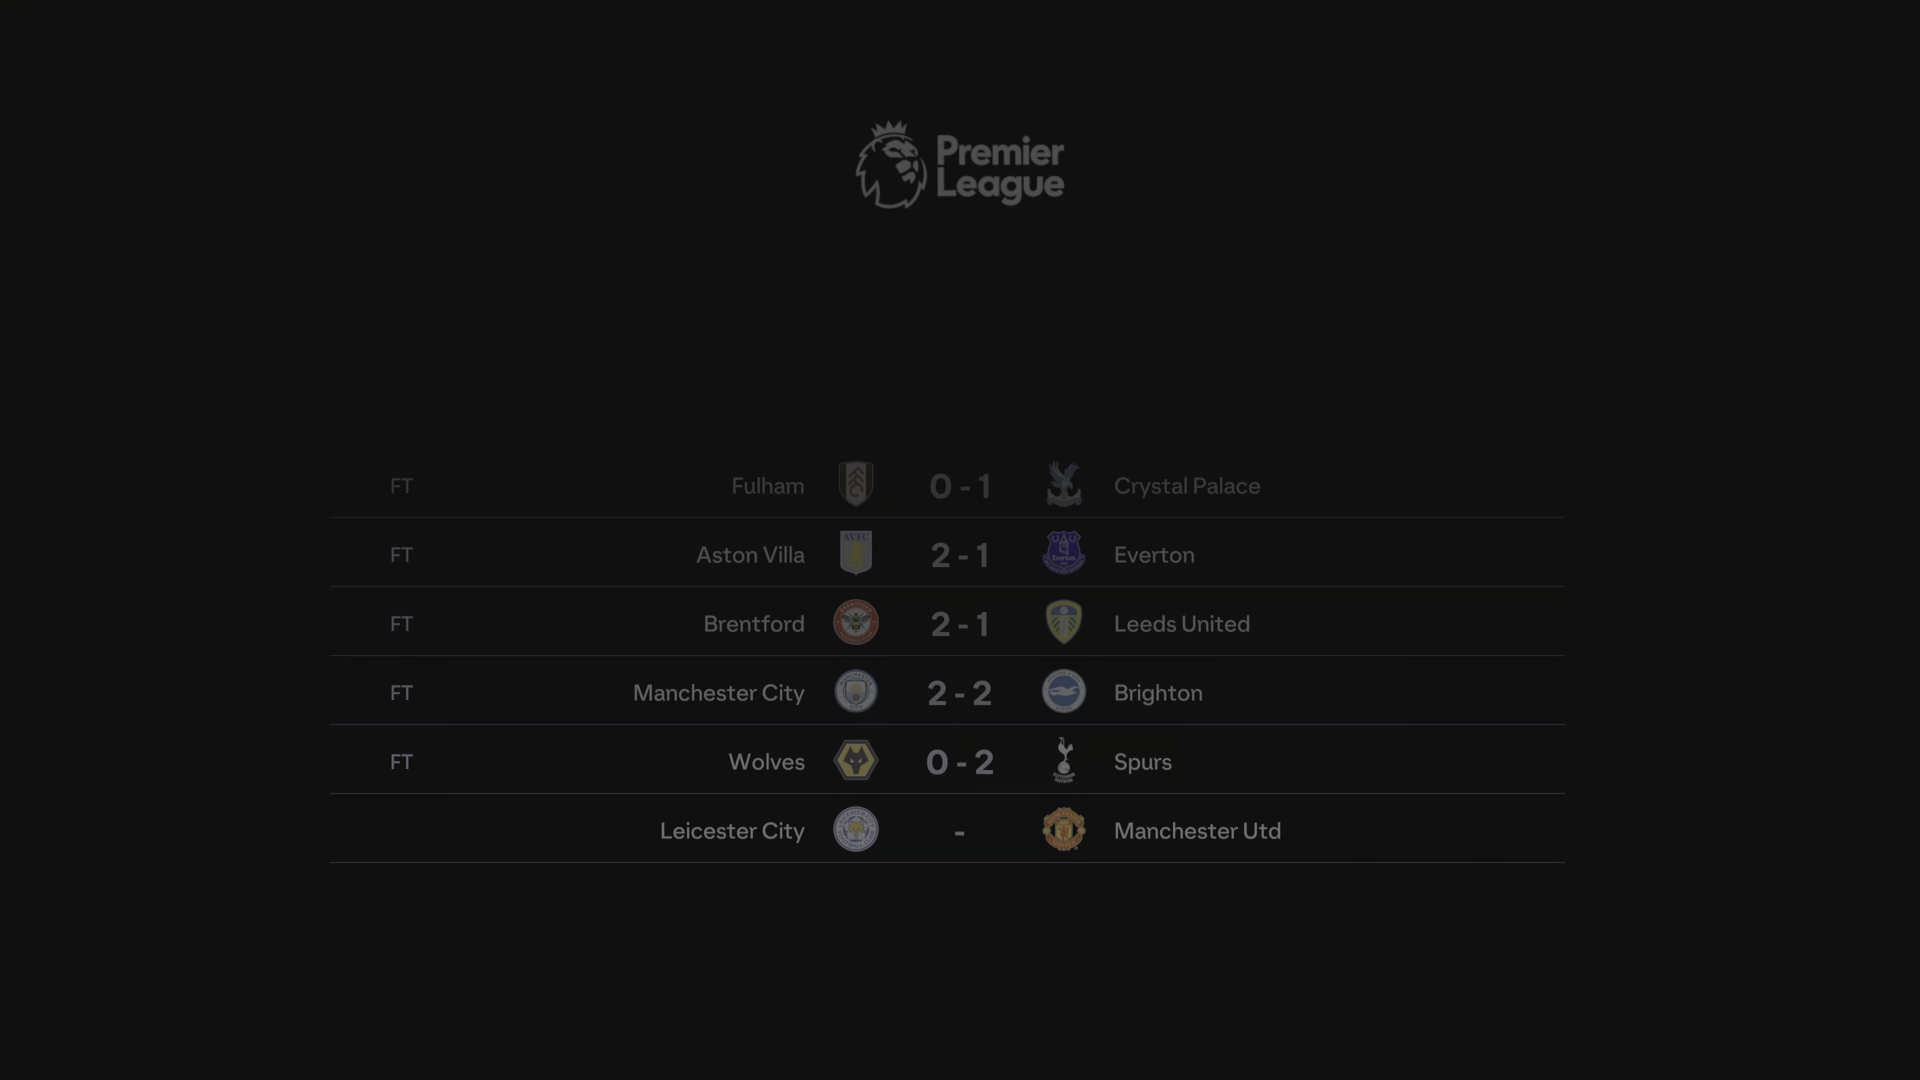 Premier
League
FT Fulham 0 - 1 Crystal Palace
FT Aston Villa 2 - 1 Everton
FT Brentford 2 - 1 Leeds United
FT Manchester City 2 - 2 Brighton
FT Wolves 0 - 2 Spurs
Leicester City - Manchester Utd